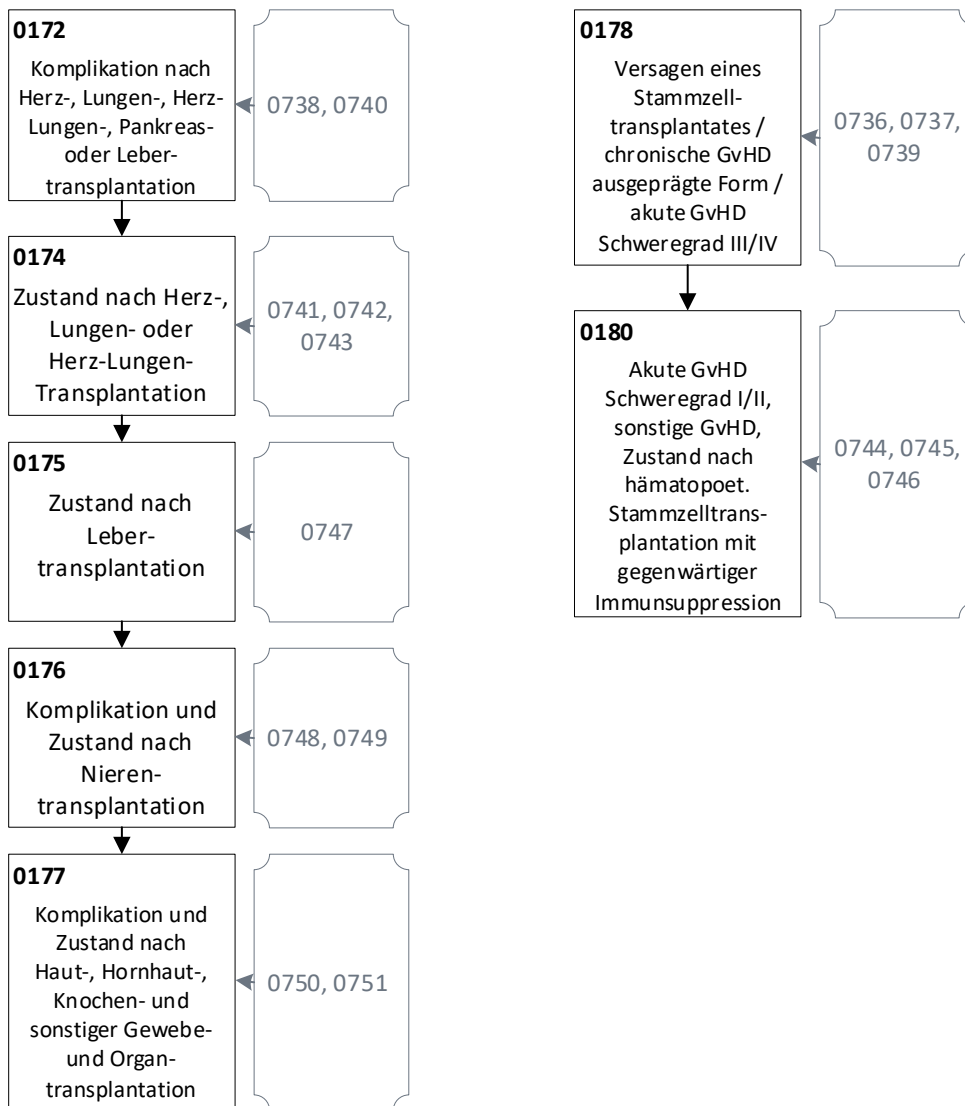 0172
Komplikation nach
Herz-, Lungen-, Herz-
Lungen-, Pankreas-
oder Leber-
transplantation
0738, 0740
0174
Zustand nach Herz-,
Lungen- oder
Herz-Lungen-
Transplantation
0741, 0742,
0743
0175
Zustand nach
Leber-
transplantation
0747
0176
Komplikation und
Zustand nach
Nieren-
transplantation
0748, 0749
0177
Komplikation und
Zustand nach
Haut-, Hornhaut-,
Knochen- und
sonstiger Gewebe-
und Organ-
transplantation
0750, 0751
0178
Versagen eines
Stammzell-
transplantates /
chronische GvHD
ausgeprägte Form /
akute GvHD
Schweregrad III/IV
0736, 0737,
0739
0180
Akute GvHD
Schweregrad I/II,
sonstige GvHD,
Zustand nach
hämatopoet.
Stammzelltrans-
plantation mit
gegenwärtiger
Immunsuppression
0744, 0745,
0746